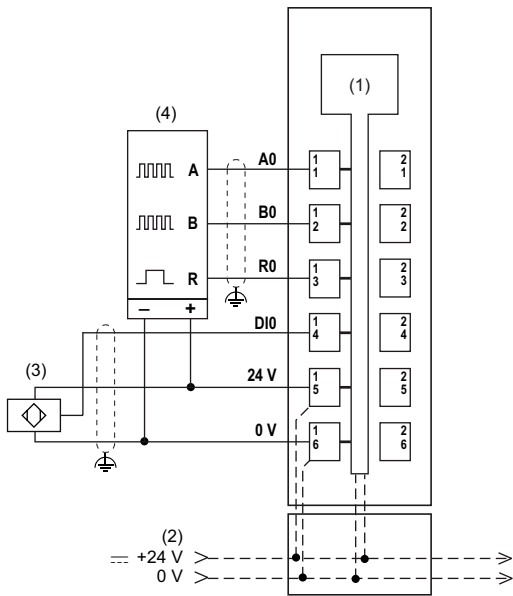 (1)
(4)
A A0 1 1 2 1
B B0 1 2 2 2
R R0 1 3 2 3
– +
DI0 1 4 2 4
(3)
24 V 1 5 2 5
0 V 1 6 2 6
(2)
+24 V
0 V